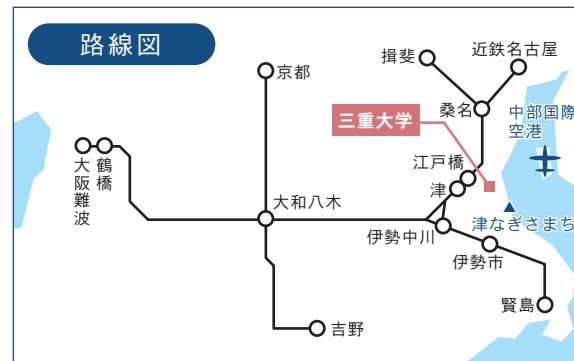 路線図
揖斐
近鉄名古屋
京都
桑名
中部国際
空港
三重大学
江戸橋
鶴橋
大阪難波
津
大和八木
津なぎさまち
伊勢中川
伊勢市
賢島
吉野